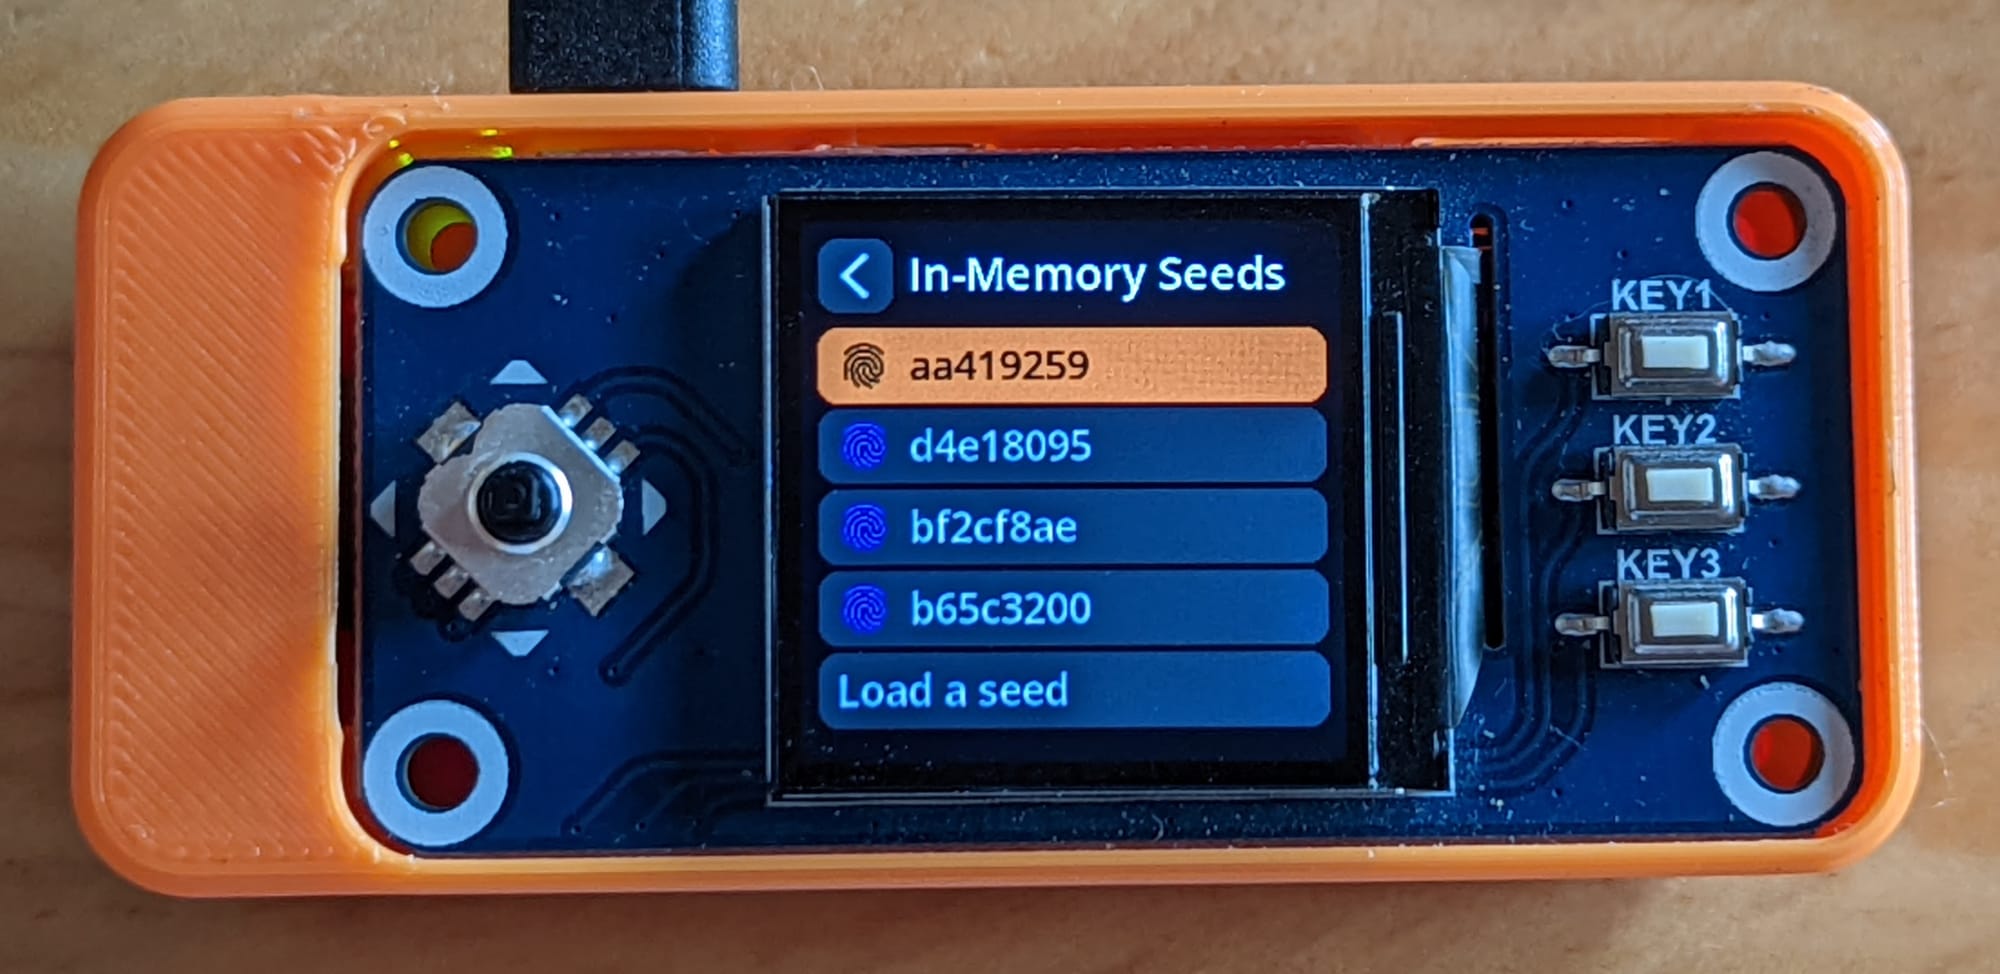 In-Memory Seeds
aa419259
d4e18095
bf2cf8ae
b65c3200
Load a seed
KEY1
KEY2
KEY3